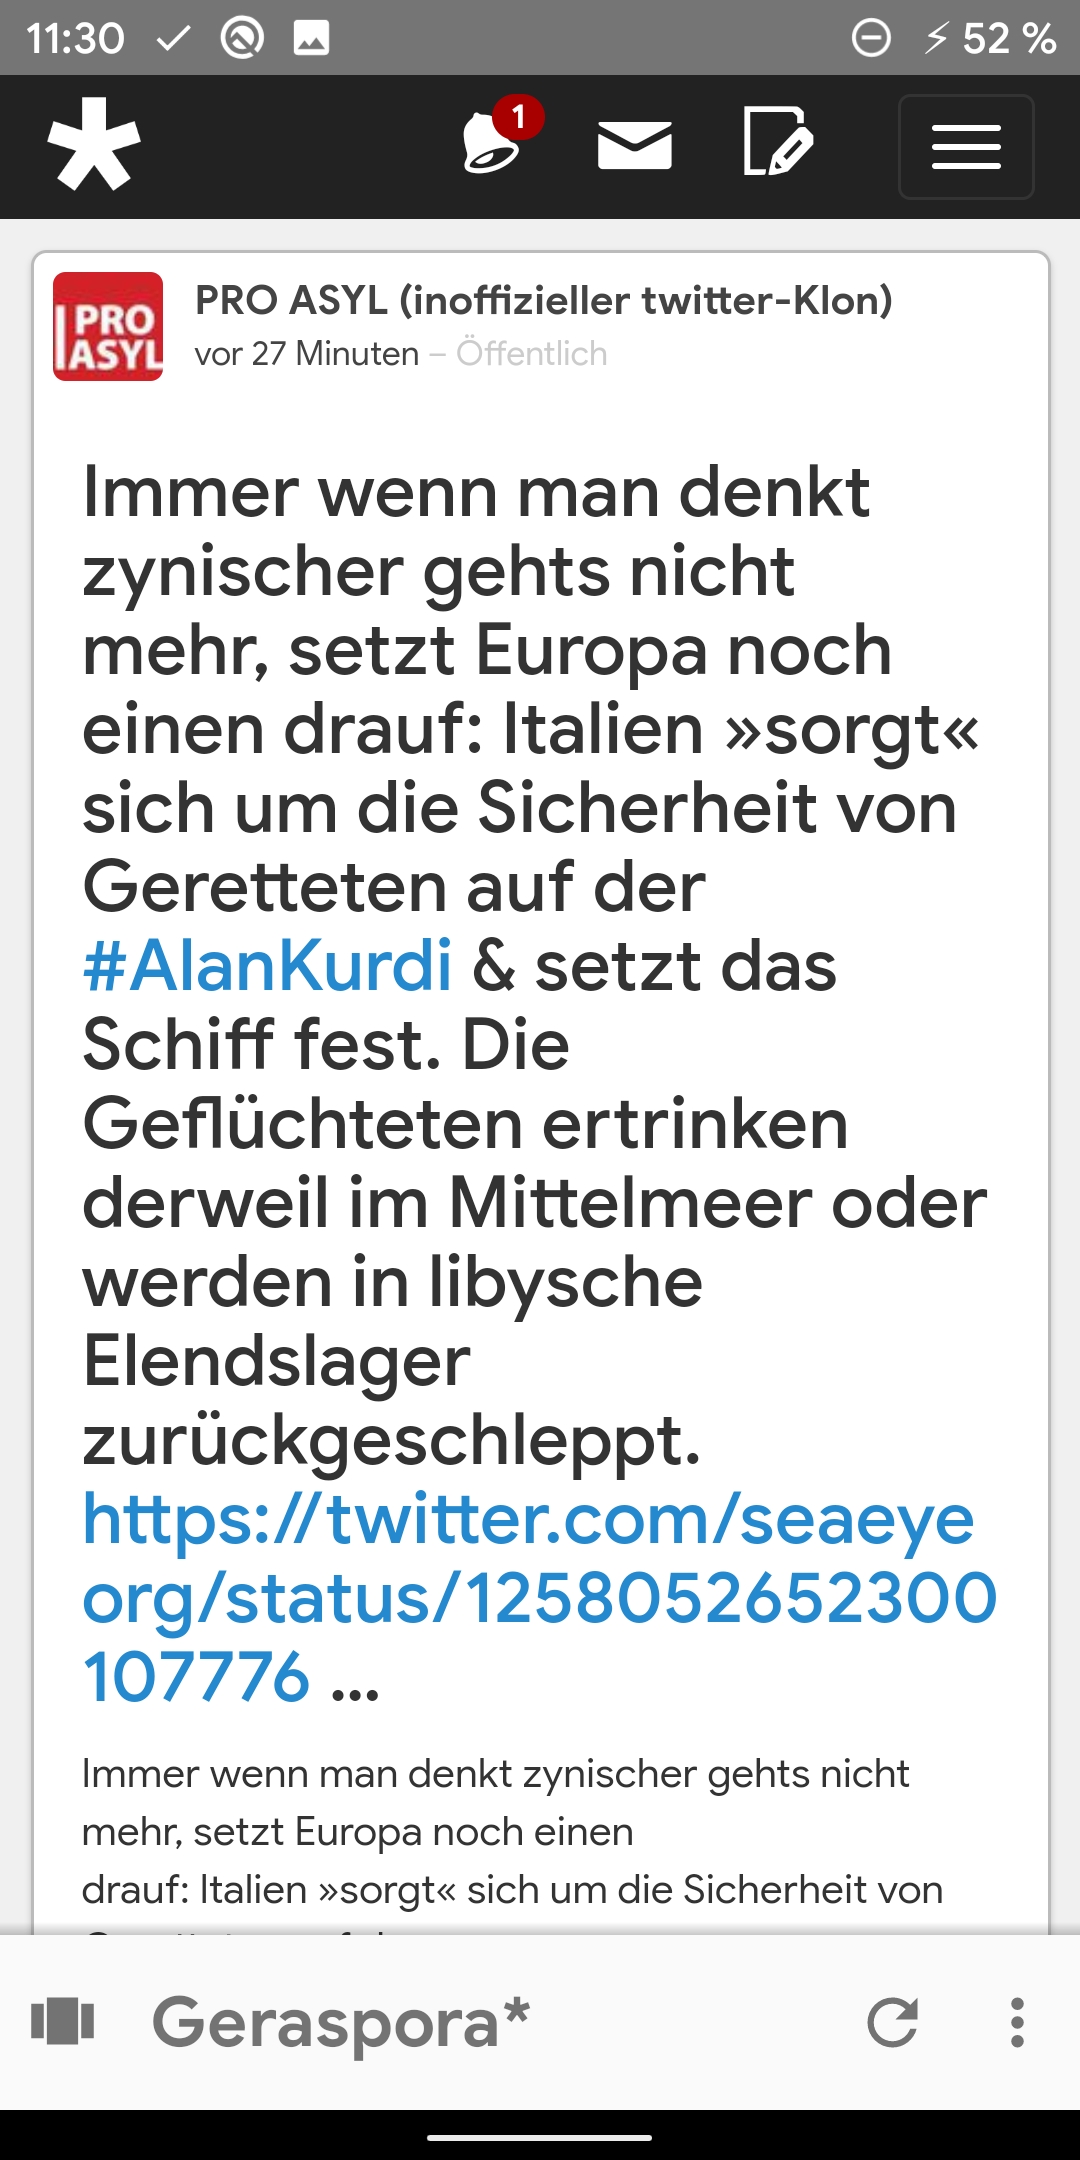 11:30
52 %
1
PRO
ASYL
PRO ASYL (inoffizieller twitter-Klon)
vor 27 Minuten – Öffentlich
Immer wenn man denkt
zynischer gehts nicht
mehr, setzt Europa noch
einen drauf: Italien »sorgt«
sich um die Sicherheit von
Geretteten auf der
#AlanKurdi & setzt das
Schiff fest. Die
Geflüchteten ertrinken
derweil im Mittelmeer oder
werden in libysche
Elendslager
zurückgeschleppt.
https://twitter.com/seaeye
org/status/1258052652300
107776 ...
Immer wenn man denkt zynischer gehts nicht
mehr, setzt Europa noch einen
drauf: Italien »sorgt« sich um die Sicherheit von
Geraspora*